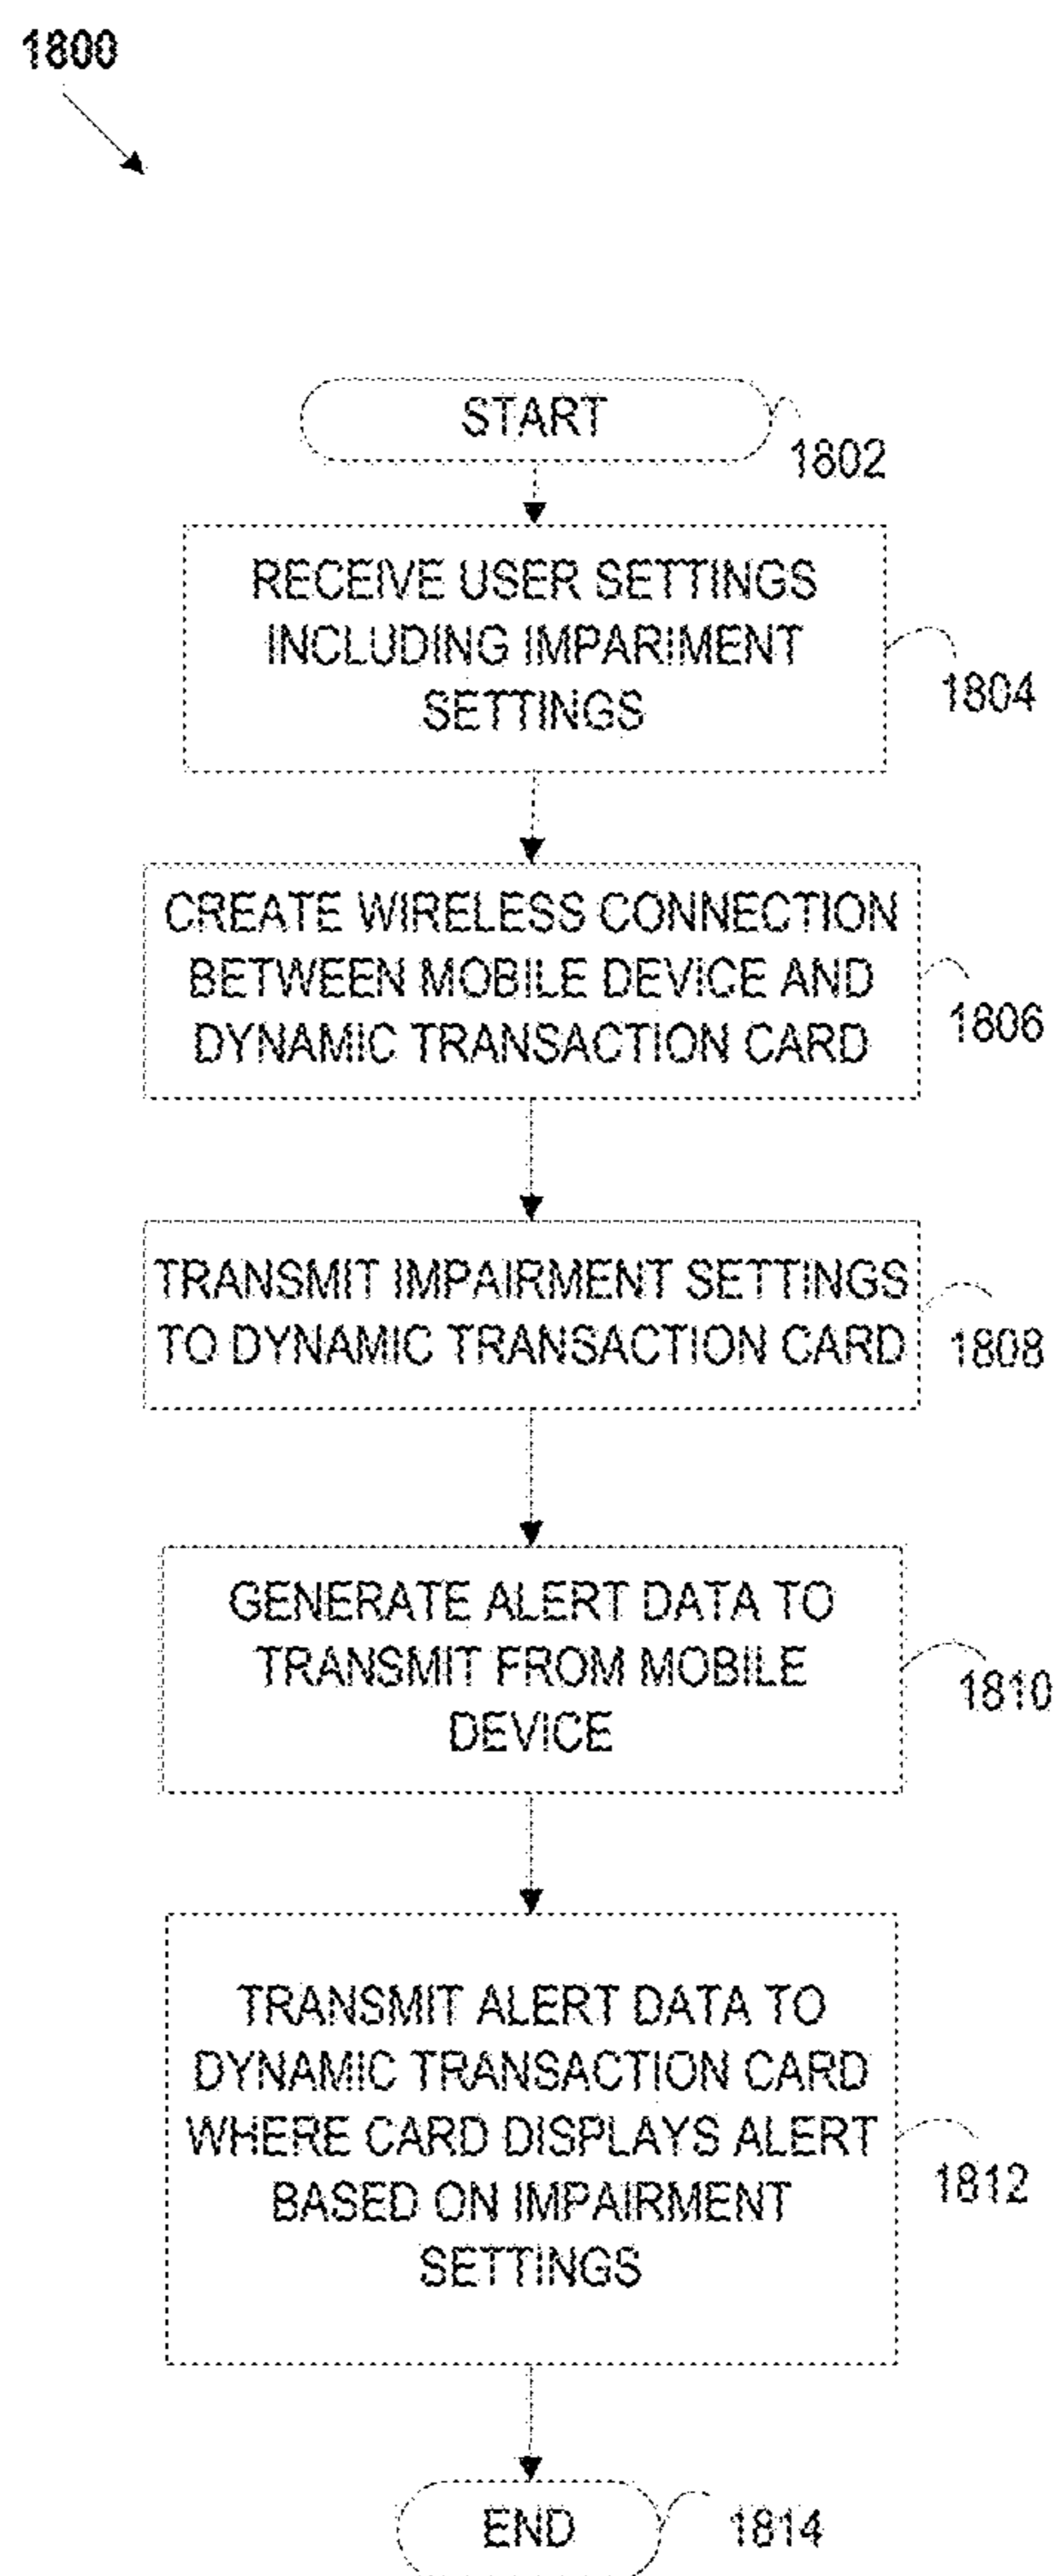 1800
START
1802
RECEIVE USER SETTINGS
INCLUDING IMPARIMENT
SETTINGS
1804
CREATE WIRELESS CONNECTION
BETWEEN MOBILE DEVICE AND
DYNAMIC TRANSACTION CARD
1806
TRANSMIT IMPAIRMENT SETTINGS
TO DYNAMIC TRANSACTION CARD
1808
GENERATE ALERT DATA TO
TRANSMIT FROM MOBILE
DEVICE
1810
TRANSMIT ALERT DATA TO
DYNAMIC TRANSACTION CARD
WHERE CARD DISPLAYS ALERT
BASED ON IMPAIRMENT
SETTINGS
1812
END
1814